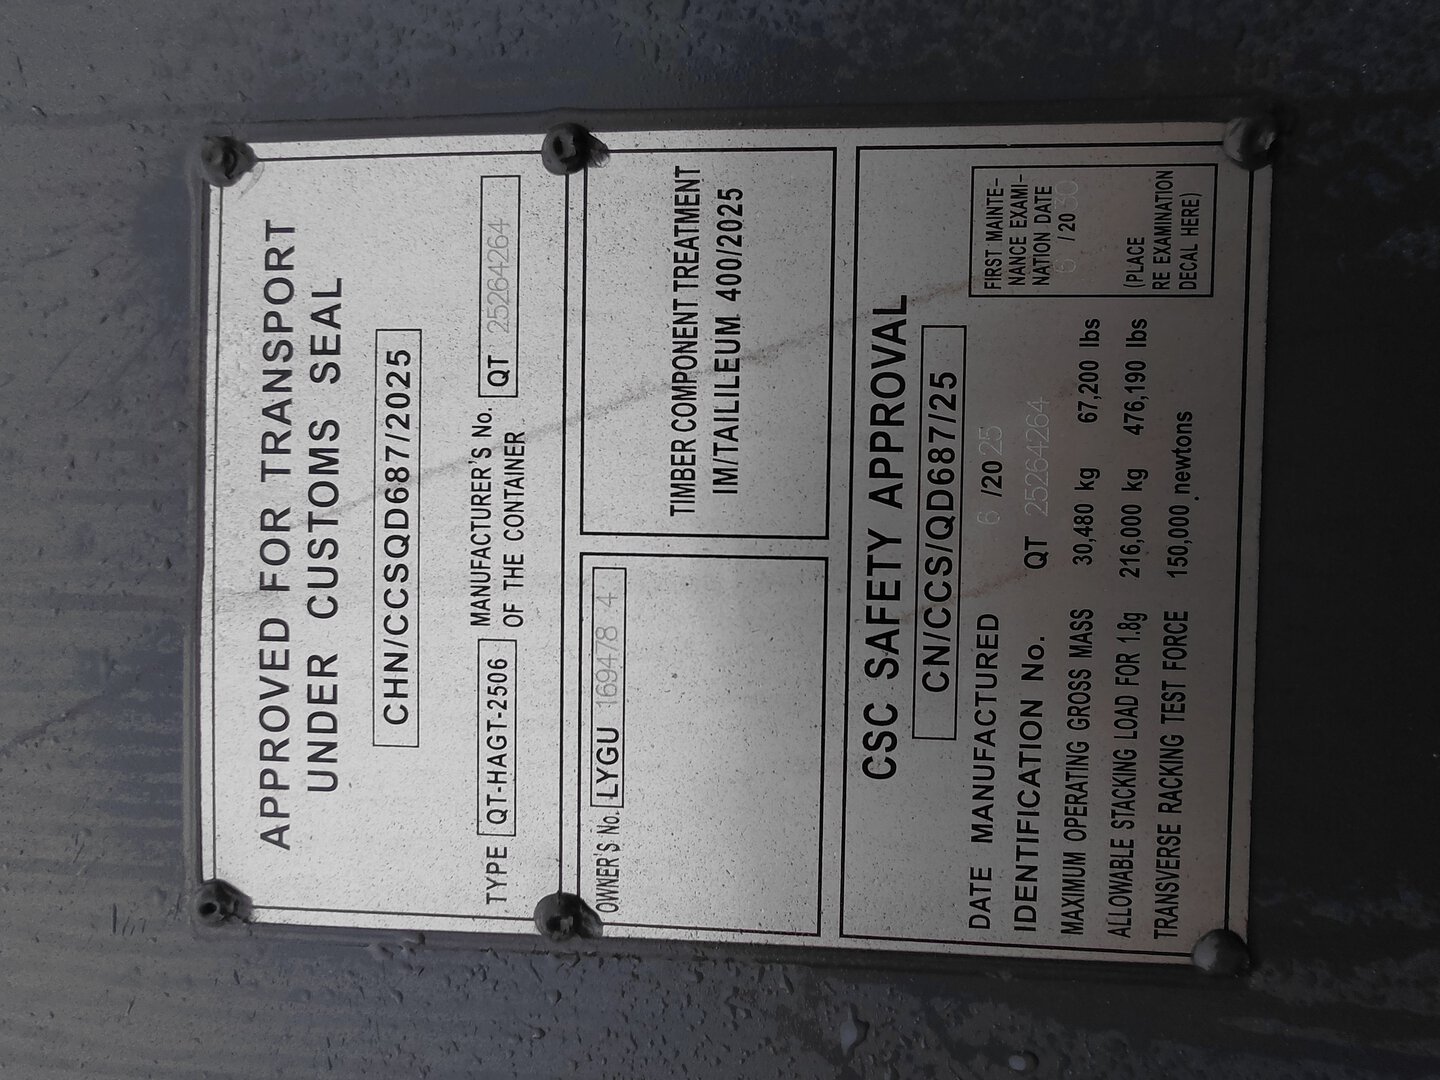 APPROVED FOR TRANSPORT
UNDER CUSTOMS SEAL
CHN/CCSQD687/2025
TYPE QT-HAGT-2506 MANUFACTURER'S No. OF THE CONTAINER QT 25264264
OWNER'S No. LYGU 169478 4
TIMBER COMPONENT TREATMENT
IM/TAILILEUM 400/2025
CSC SAFETY APPROVAL
CN/CCS/QD687/25
DATE MANUFACTURED 6 /20 25
IDENTIFICATION No. QT 25264264
MAXIMUM OPERATING GROSS MASS 30,480 kg 67,200 lbs
ALLOWABLE STACKING LOAD FOR 1.8g 216,000 kg 476,190 lbs
TRANSVERSE RACKING TEST FORCE 150,000 newtons
FIRST MAINTE-
NANCE EXAMI-
NATION DATE
6 /20 30
(PLACE
RE EXAMINATION
DECAL HERE)